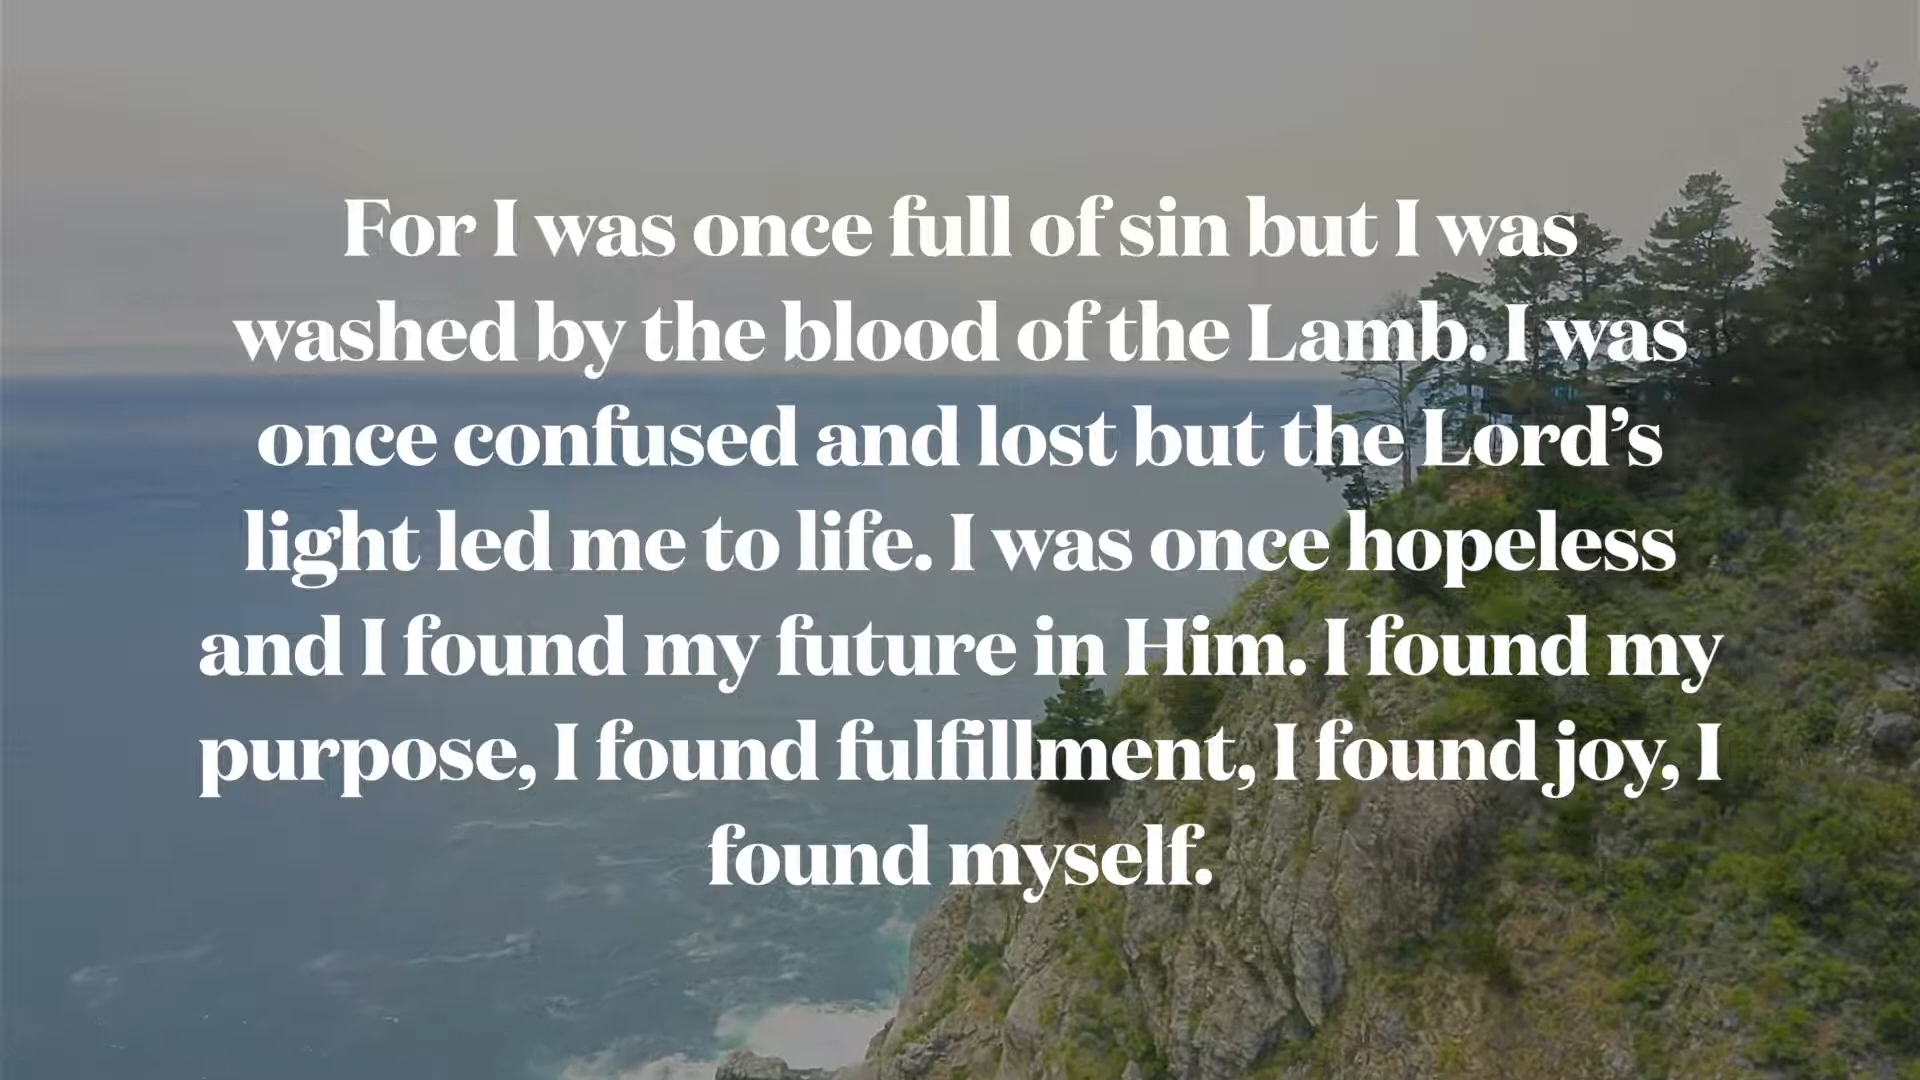 For I was once full of sin but I was
washed by the blood of the Lamb. I was
once confused and lost but the Lord’s
light led me to life. I was once hopeless
and I found my future in Him. I found my
purpose, I found fulfillment, I found joy, I
found myself.